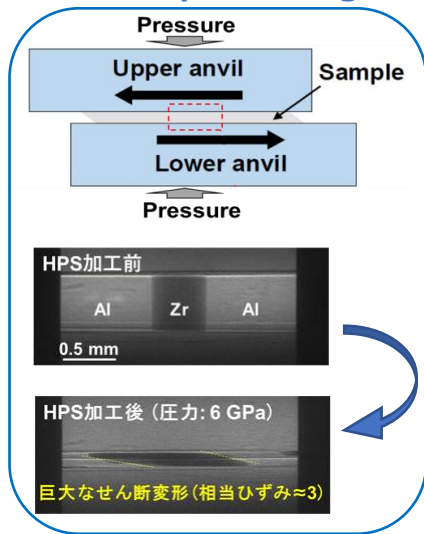 Pressure
Upper anvil
Sample
Lower anvil
Pressure
HPS加工前
Al Zr Al
0.5 mm
HPS加工後 (圧力: 6 GPa)
巨大なせん断変形(相当ひずみ≈3)